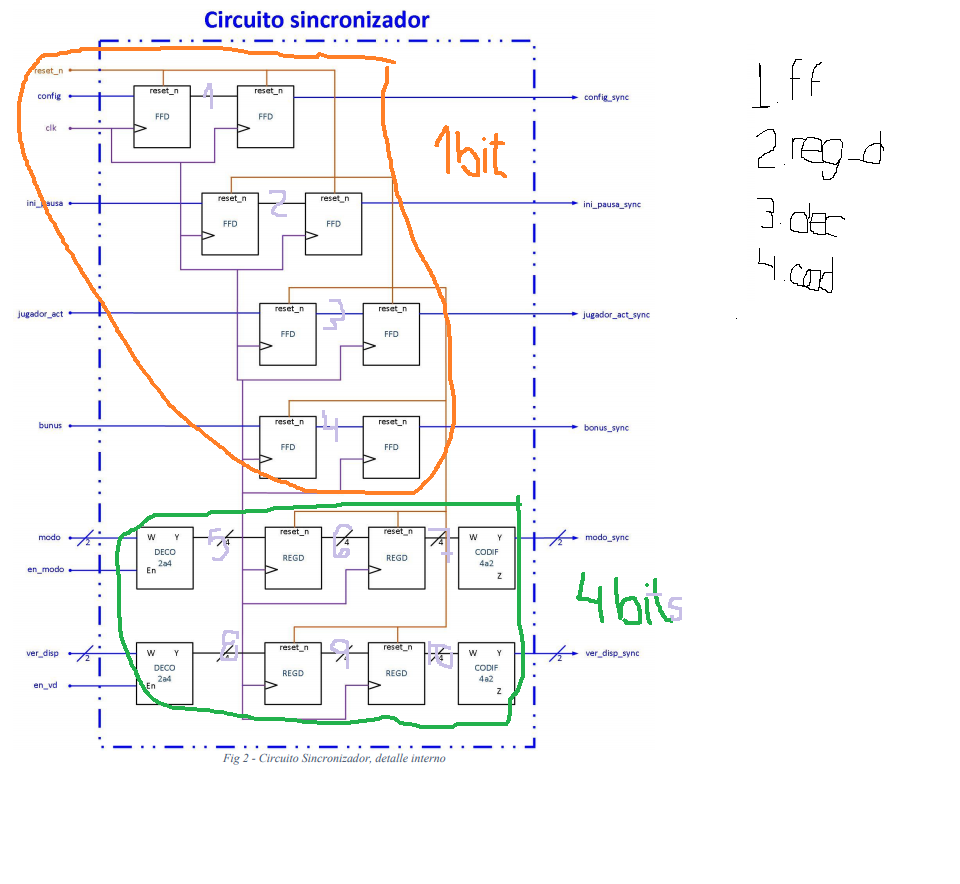 Circuito sincronizador
reset_n
config
clk
reset_n
FFD
1
reset_n
FFD
config_sync
1bit
1. ff
2. reg_d
3. dec
4. cod
ini_pausa
reset_n
FFD
2
reset_n
FFD
ini_pausa_sync
jugador_act
reset_n
FFD
3
reset_n
FFD
jugador_act_sync
bunus
reset_n
FFD
4
reset_n
FFD
bonus_sync
modo
2
en_modo
W Y
DECO
2a4
En
5
4
reset_n
REGD
6
4
reset_n
REGD
7
4
W Y
CODIF
4a2
Z
2
modo_sync
4bits
ver_disp
2
en_vd
W Y
DECO
2a4
En
8
4
reset_n
REGD
9
4
reset_n
REGD
10
4
W Y
CODIF
4a2
Z
2
ver_disp_sync
Fig 2 - Circuito Sincronizador, detalle interno